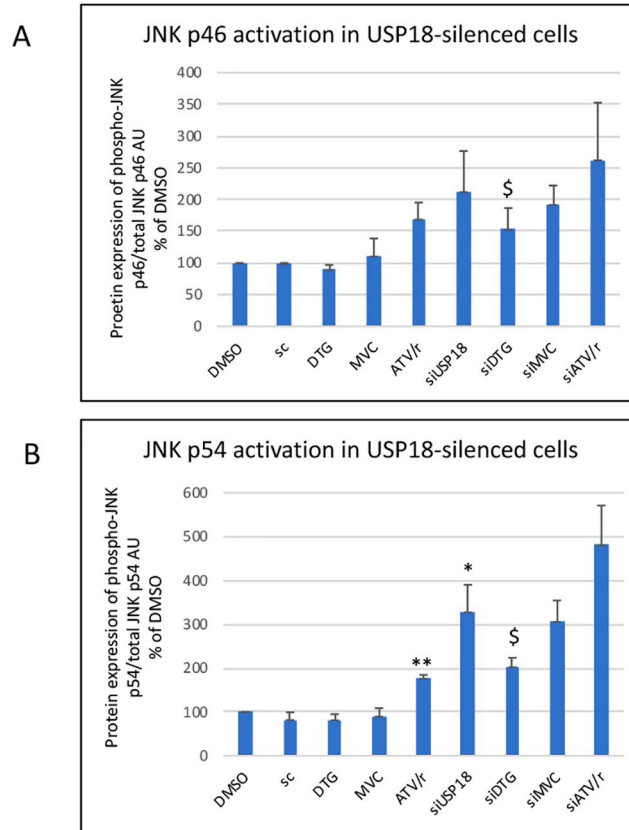 A
JNK p46 activation in USP18-silenced cells
Proetin expression of phospho-JNK
p46/total JNK p46 AU
% of DMSO
400
350
300
250
200
150
100
50
0
$
DMSO
sc
DTG
MVC
ATV/r
siUSP18
siDTG
siMVC
siATV/r
B
JNK p54 activation in USP18-silenced cells
Protein expression of phospho-JNK
p54/total JNK p54 AU
% of DMSO
600
500
400
300
200
100
0
**
*
$
DMSO
sc
DTG
MVC
ATV/r
siUSP18
siDTG
siMVC
siATV/r